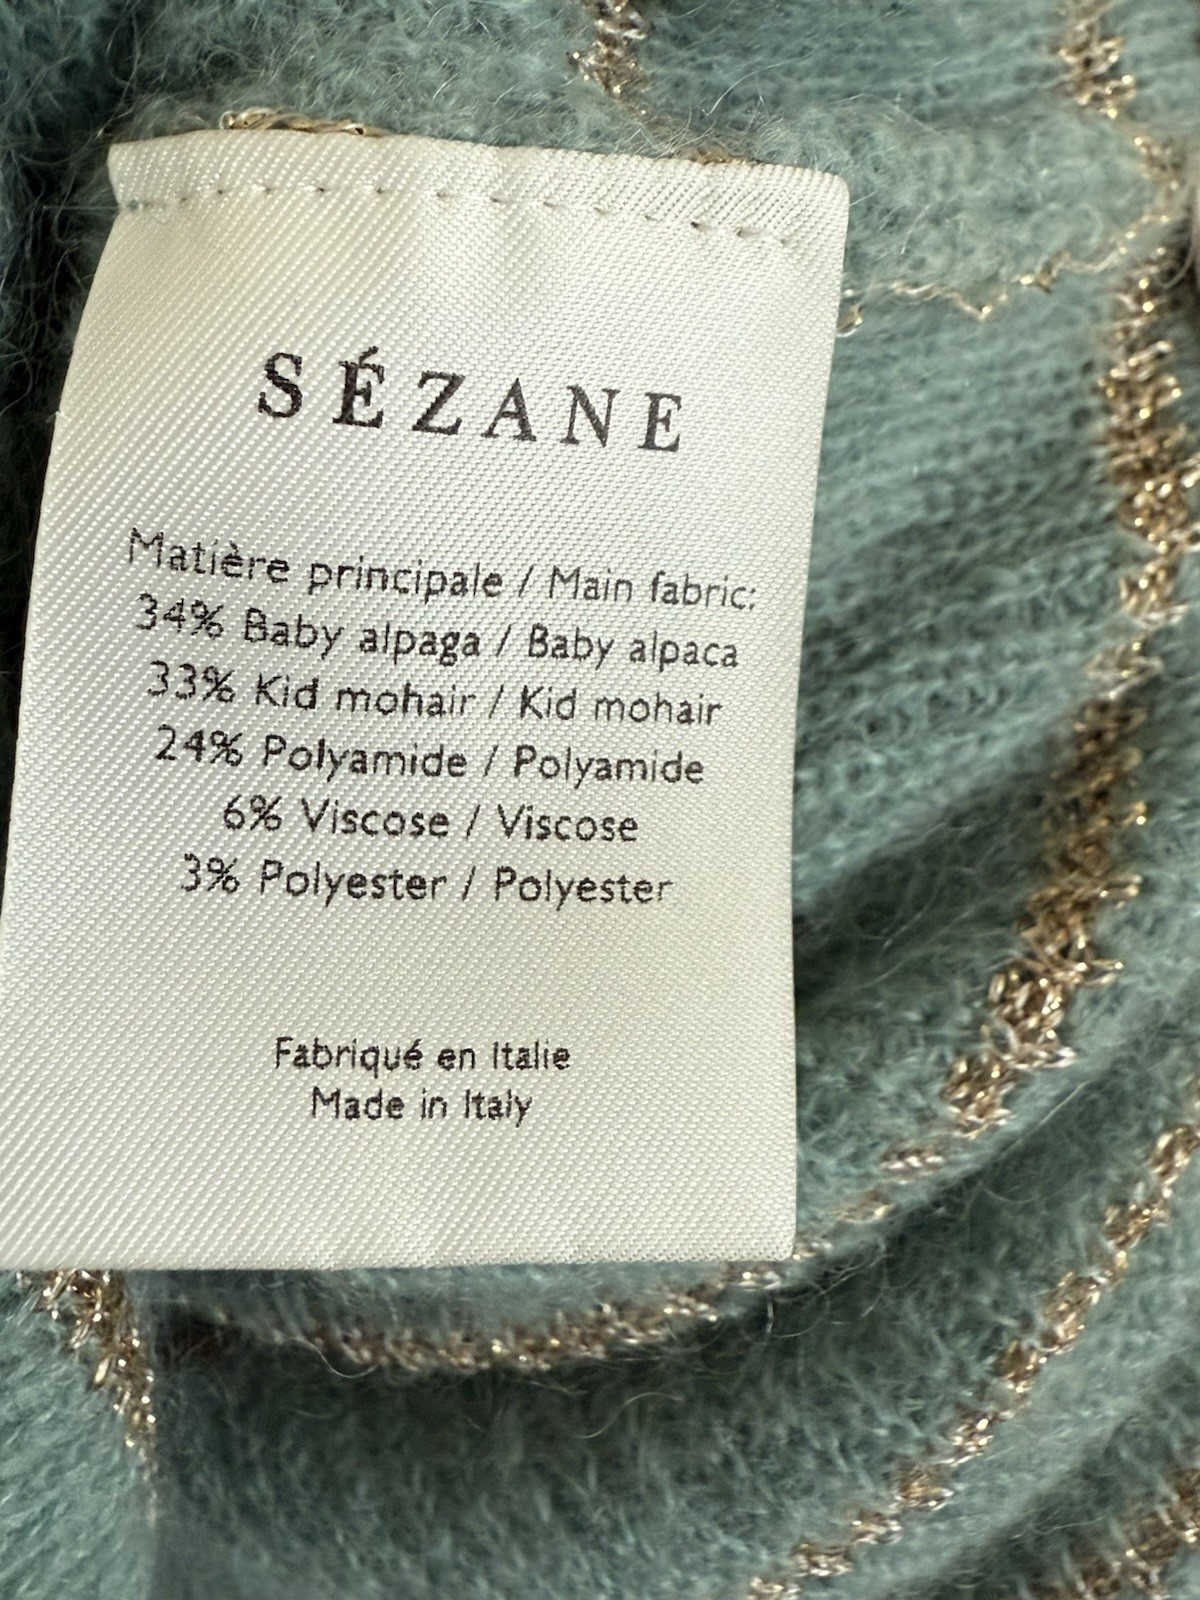 SÉZANE
Matière principale / Main fabric:
34% Baby alpaga / Baby alpaca
33% Kid mohair / Kid mohair
24% Polyamide / Polyamide
6% Viscose / Viscose
3% Polyester / Polyester
Fabriqué en Italie
Made in Italy